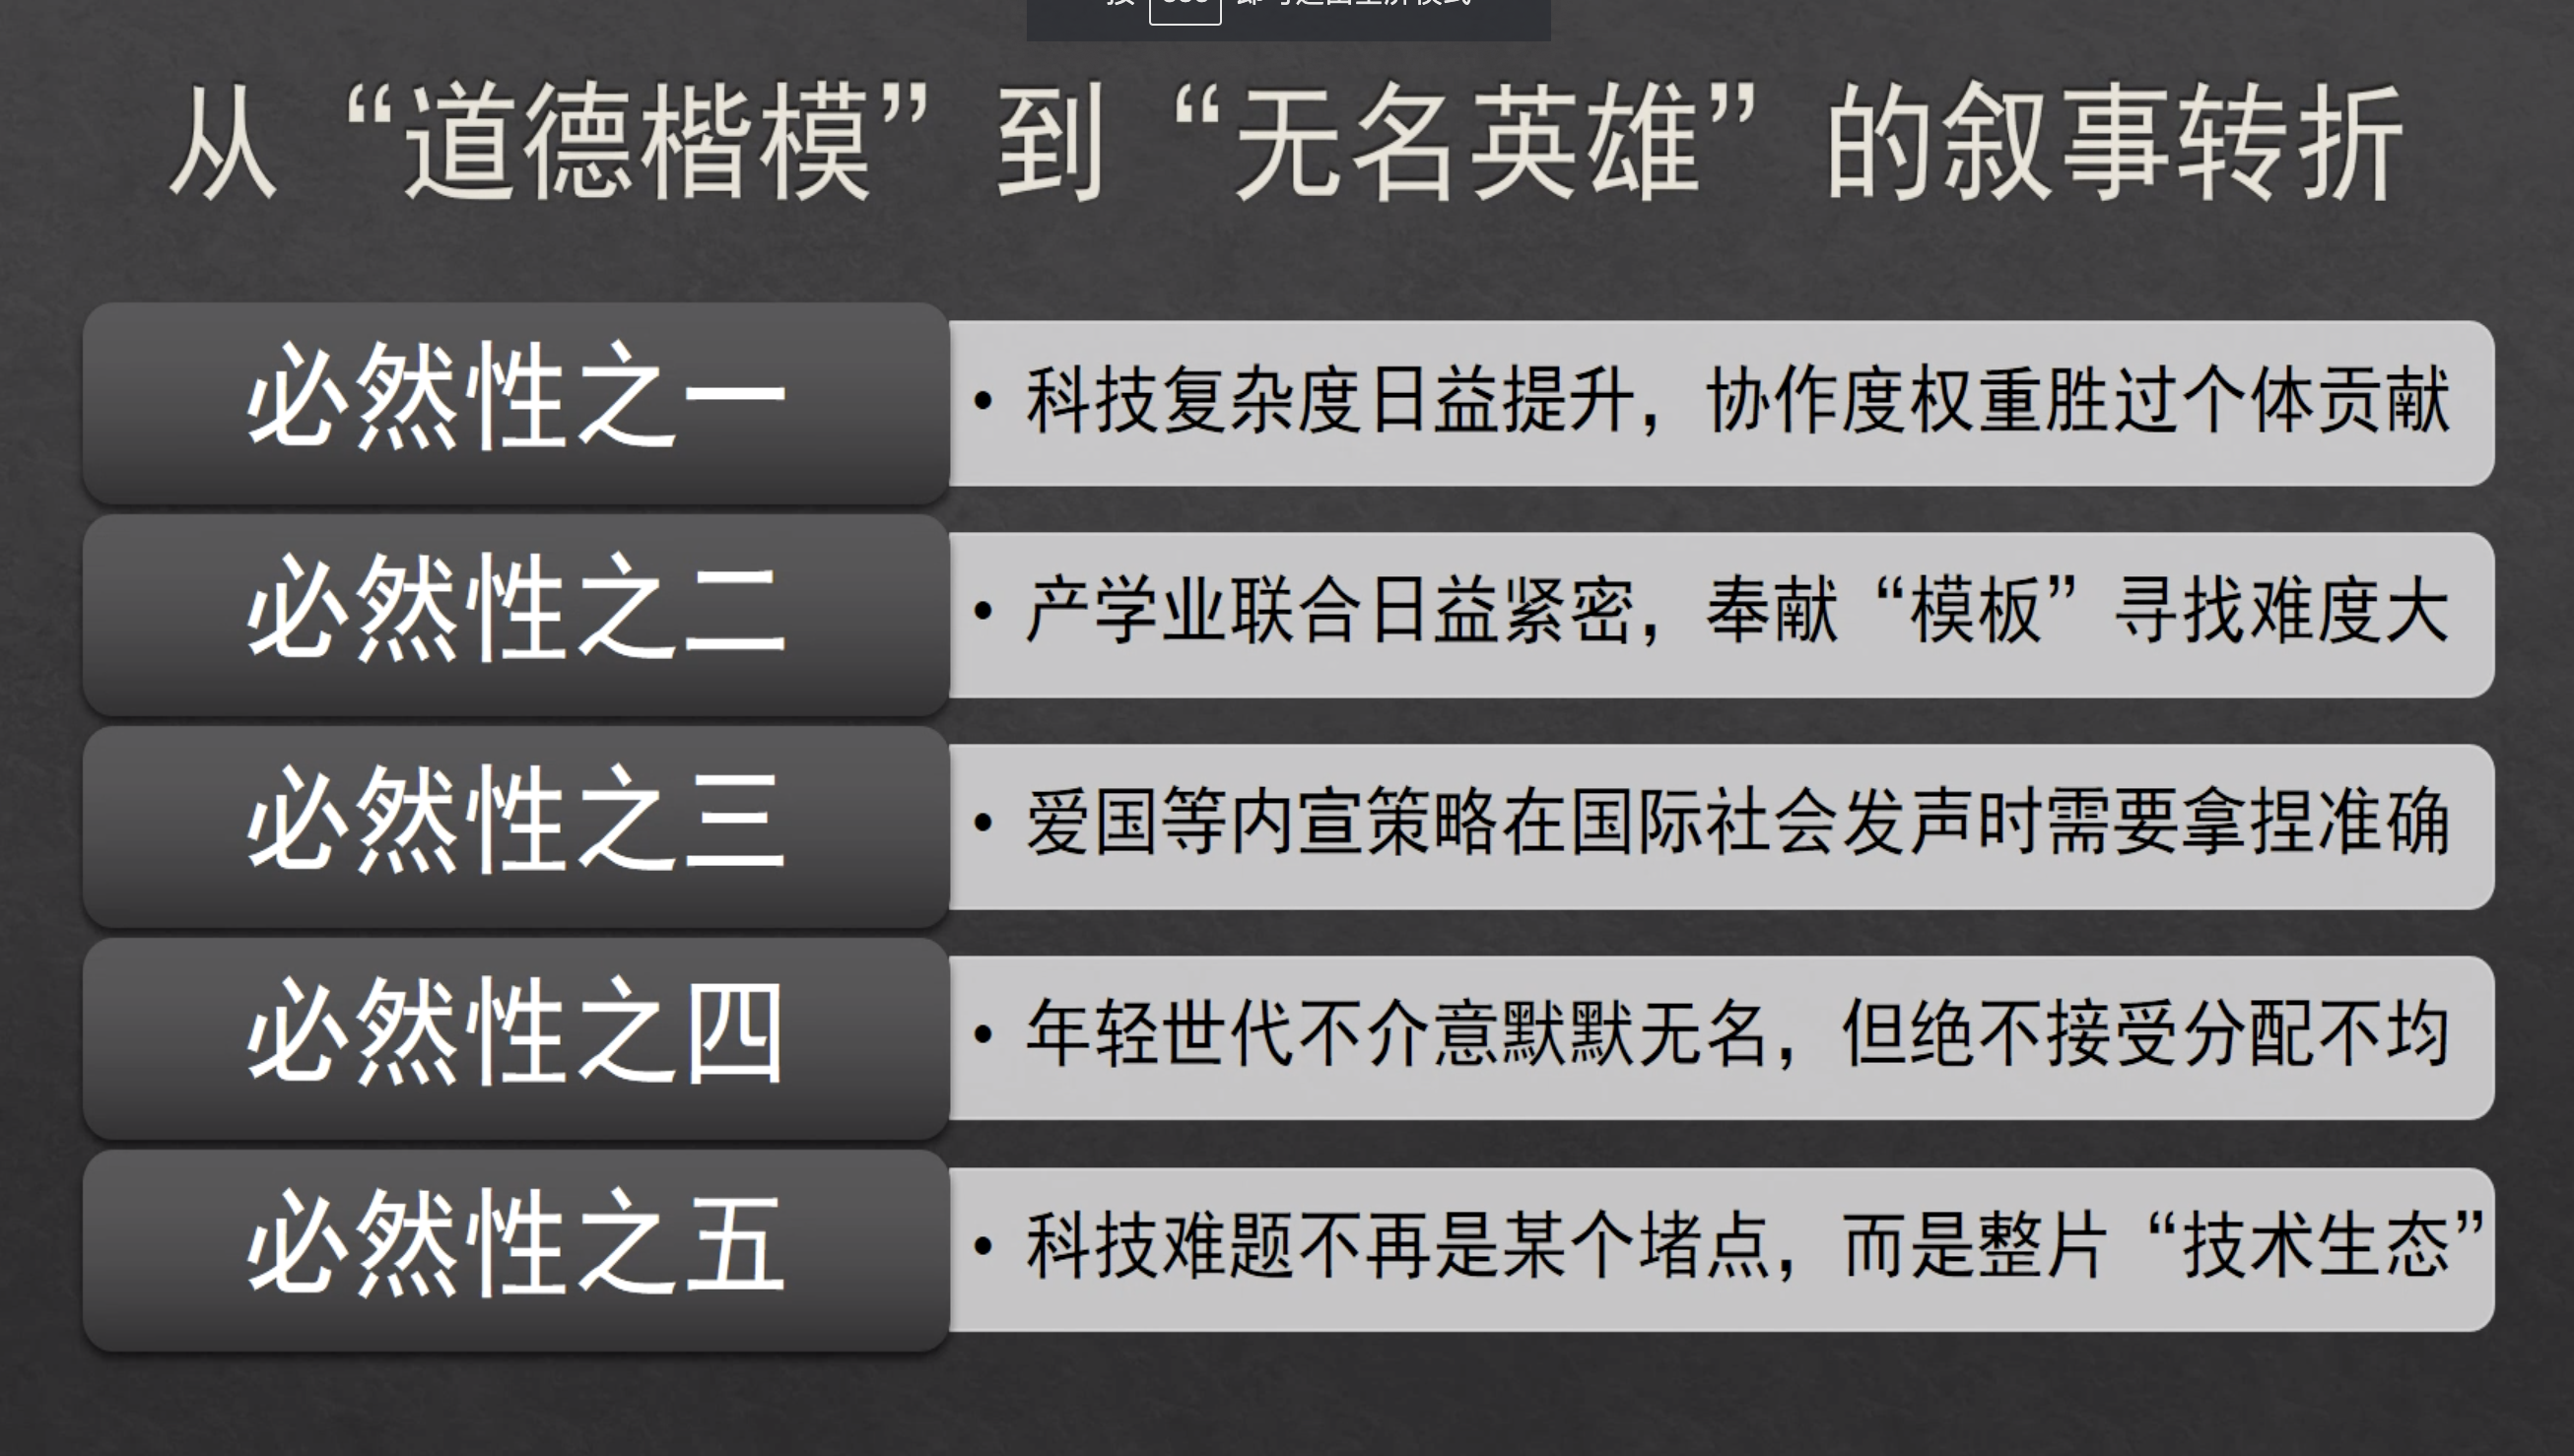 从“道德楷模”到“无名英雄”的叙事转折
必然性之一
• 科技复杂度日益提升，协作度权重胜过个体贡献
必然性之二
• 产学业联合日益紧密，奉献“模板”寻找难度大
必然性之三
• 爱国等内宣策略在国际社会发声时需要拿捏准确
必然性之四
• 年轻世代不介意默默无名，但绝不接受分配不均
必然性之五
• 科技难题不再是某个堵点，而是整片“技术生态”